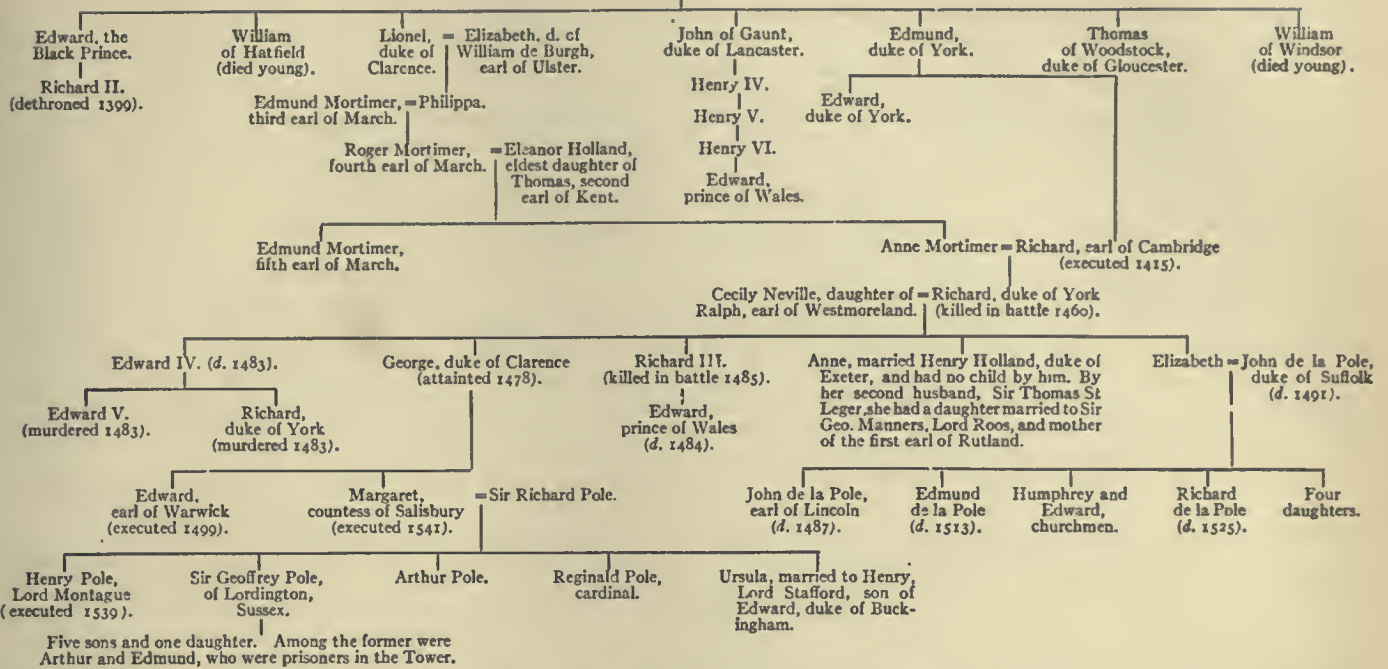 Edward, the
Black Prince.
Richard II.
(dethroned 1399).
William
of Hatfield
(died young).
Lionel, = Elizabeth, d. of
duke of William de Burgh,
Clarence. earl of Ulster.
Edmund Mortimer, = Philippa.
third earl of March.
Roger Mortimer, = Eleanor Holland,
fourth earl of March. eldest daughter of
Thomas, second
earl of Kent.
John of Gaunt,
duke of Lancaster.
Henry IV.
Henry V.
Henry VI.
Edward,
prince of Wales.
Edmund,
duke of York.
Edward,
duke of York.
Thomas
of Woodstock,
duke of Gloucester.
William
of Windsor
(died young).
Edmund Mortimer,
fifth earl of March.
Anne Mortimer = Richard, earl of Cambridge
(executed 1415).
Cecily Neville, daughter of = Richard, duke of York
Ralph, earl of Westmoreland. (killed in battle 1460).
Edward IV. (d. 1483).
Edward V.
(murdered 1483).
Richard,
duke of York
(murdered 1483).
George, duke of Clarence
(attainted 1478).
Richard III.
(killed in battle 1485).
Edward,
prince of Wales
(d. 1484).
Anne, married Henry Holland, duke of
Exeter, and had no child by him. By
her second husband, Sir Thomas St
Leger, she had a daughter married to Sir
Geo. Manners, Lord Roos, and mother
of the first earl of Rutland.
Elizabeth = John de la Pole,
duke of Suffolk
(d. 1491).
Edward,
earl of Warwick
(executed 1499).
Margaret, = Sir Richard Pole.
countess of Salisbury
(executed 1541).
John de la Pole,
earl of Lincoln
(d. 1487).
Edmund
de la Pole
(d. 1513).
Humphrey and
Edward,
churchmen.
Richard
de la Pole
(d. 1525).
Four
daughters.
Henry Pole,
Lord Montague
(executed 1539).
Sir Geoffrey Pole,
of Lordington,
Sussex.
Arthur Pole.
Reginald Pole,
cardinal.
Ursula, married to Henry,
Lord Stafford, son of
Edward, duke of Buck-
ingham.
Five sons and one daughter. Among the former were
Arthur and Edmund, who were prisoners in the Tower.